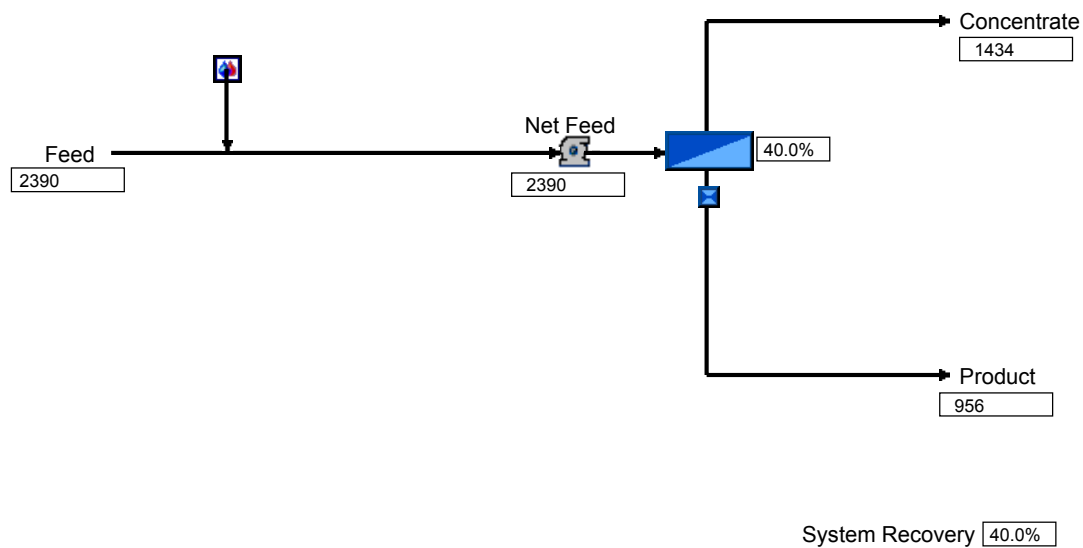 Concentrate
1434
Net Feed
Feed
40.0%
2390
2390
Product
956
System Recovery 40.0%